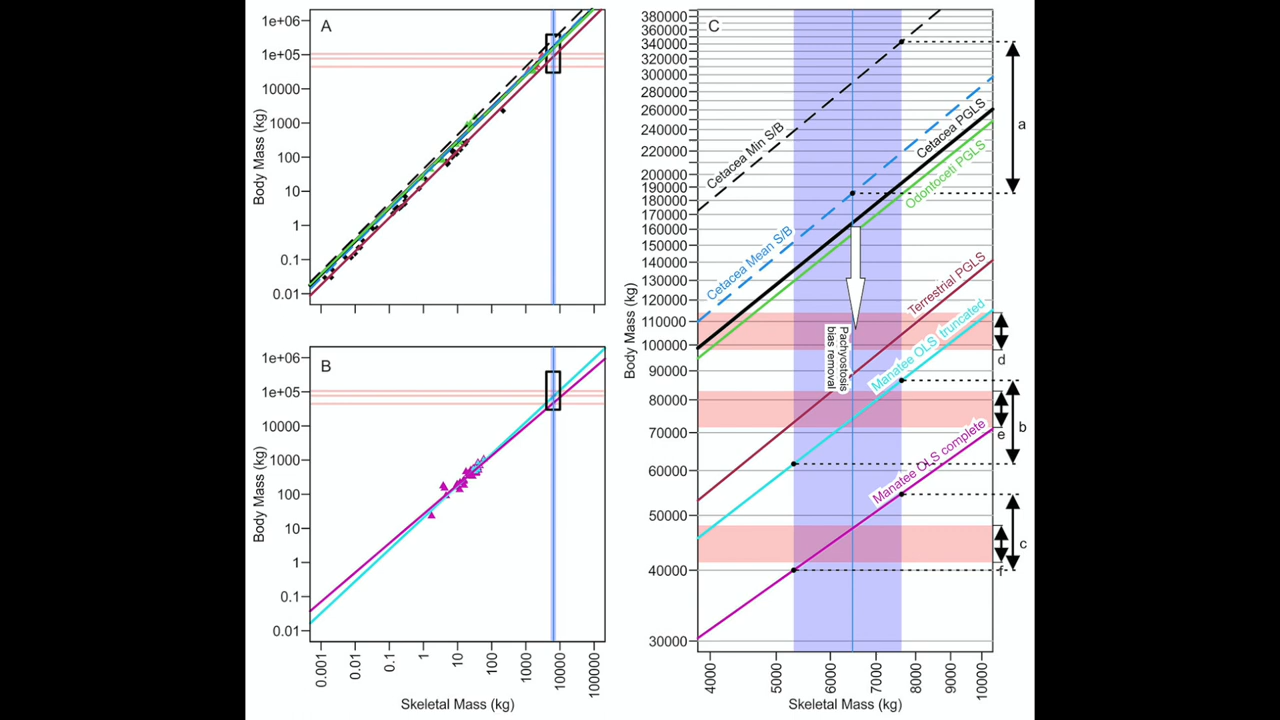 A
1e+06
1e+05
10000
1000
100
10
1
0.1
0.01
Body Mass (kg)
B
1e+06
1e+05
10000
1000
100
10
1
0.1
0.01
Body Mass (kg)
0.001
0.01
0.1
1
10
100
1000
10000
100000
Skeletal Mass (kg)
C
380000
360000
340000
320000
300000
280000
260000
240000
220000
200000
190000
180000
170000
160000
150000
140000
130000
120000
110000
100000
90000
80000
70000
60000
50000
40000
30000
Body Mass (kg)
Cetacea Min S/B
Cetacea Mean S/B
Cetacea PGLS
Odontoceti PGLS
Terrestrial PGLS
Manatee OLS truncated
Manatee OLS complete
Pachyostosis
bias removal
a
d
b
e
c
f
4000
5000
6000
7000
8000
9000
10000
Skeletal Mass (kg)